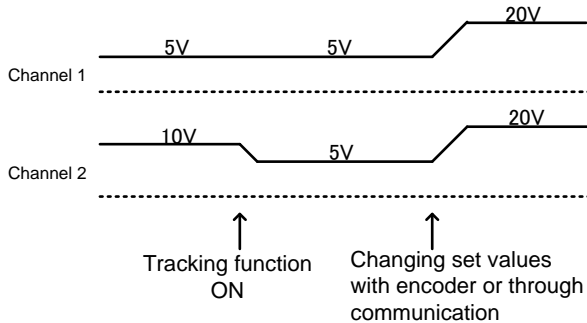 20V
5V
5V
Channel 1
20V
10V
5V
Channel 2
Tracking function
ON
Changing set values
with encoder or through
communication